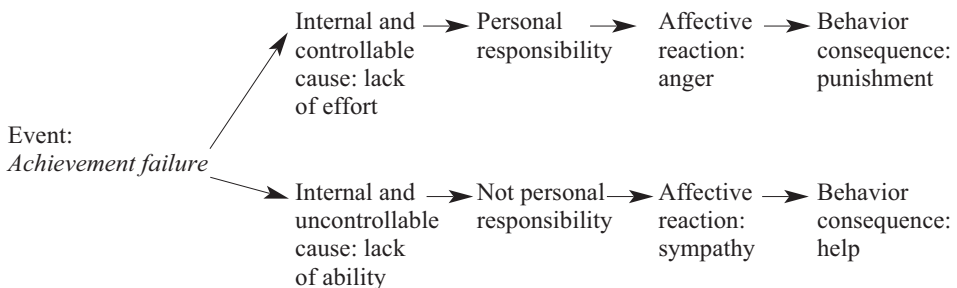 Internal and
controllable
cause: lack
of effort
Personal
responsibility
Affective
reaction:
anger
Behavior
consequence:
punishment
Event:
Achievement failure
Internal and
uncontrollable
cause: lack
of ability
Not personal
responsibility
Affective
reaction:
sympathy
Behavior
consequence:
help